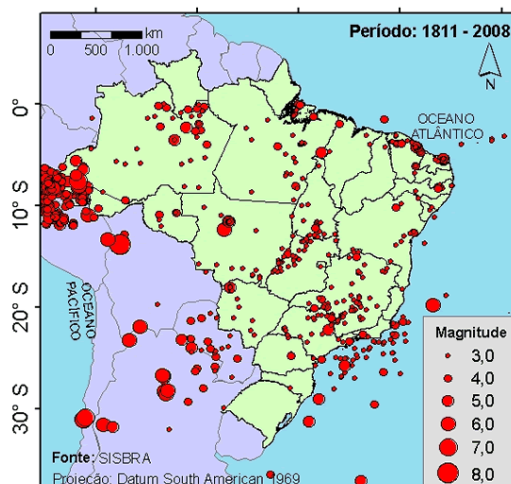 km
0 500 1.000
Período: 1811 - 2008
N
0°
OCEANO
ATLÂNTICO
10°S
OCEANO
PACÍFICO
20°S
30°S
Magnitude
3,0
4,0
5,0
6,0
7,0
8,0
Fonte: SISBRA
Projeção: Datum South American 1969